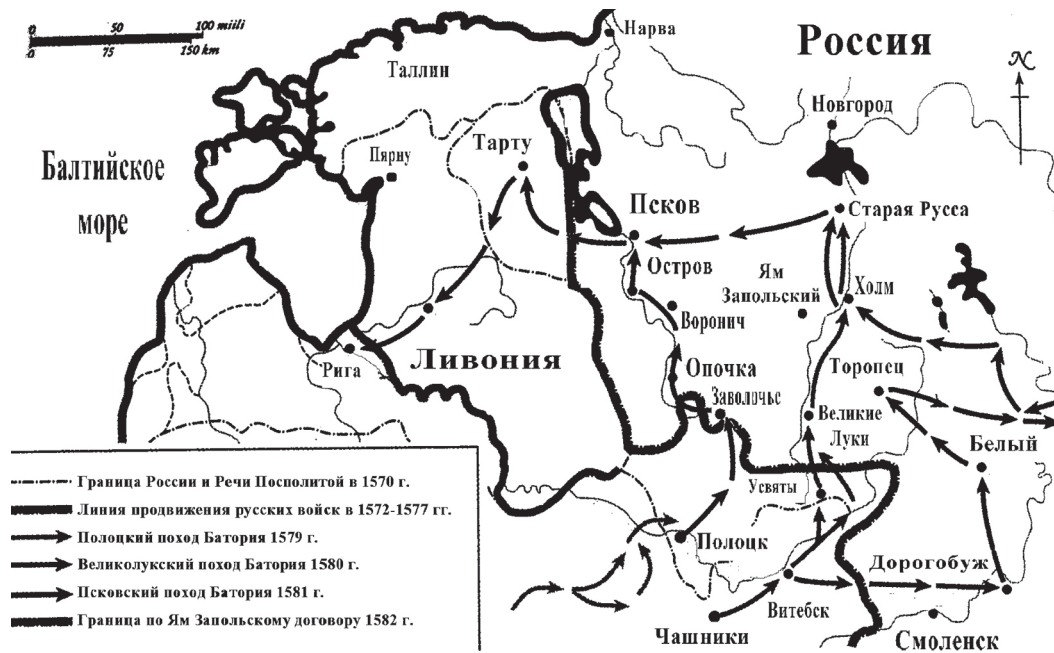 0 50 100 miili
0 75 150 km
Россия
N
Нарва
Таллин
Новгород
Балтийское
море
Пярну
Тарту
Псков
Старая Русса
Остров
Ям
Запольский
Холм
Воронич
Рига
Ливония
Опочка
Заволочье
Торопец
Великие
Луки
Белый
Усвяты
Полоцк
Дорогобуж
Витебск
Чашники
Смоленск
Граница России и Речи Посполитой в 1570 г.
Линия продвижения русских войск в 1572-1577 гг.
Полоцкий поход Батория 1579 г.
Великолукский поход Батория 1580 г.
Псковский поход Батория 1581 г.
Граница по Ям Запольскому договору 1582 г.